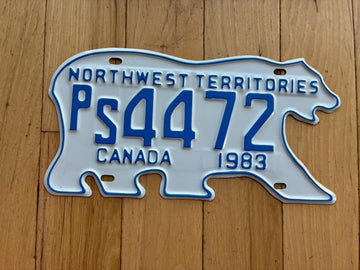 NORTHWEST TERRITORIES
Ps4472
CANADA 1983